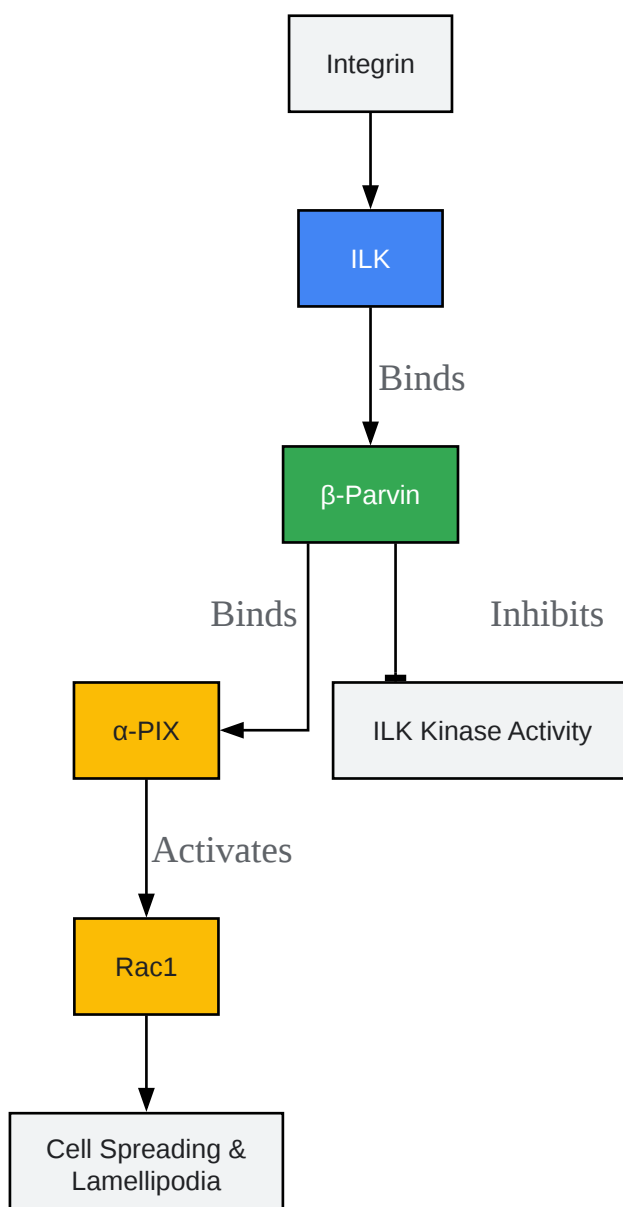 Integrin
ILK
Binds
β-Parvin
Binds
Inhibits
α-PIX
ILK Kinase Activity
Activates
Rac1
Cell Spreading &
Lamellipodia